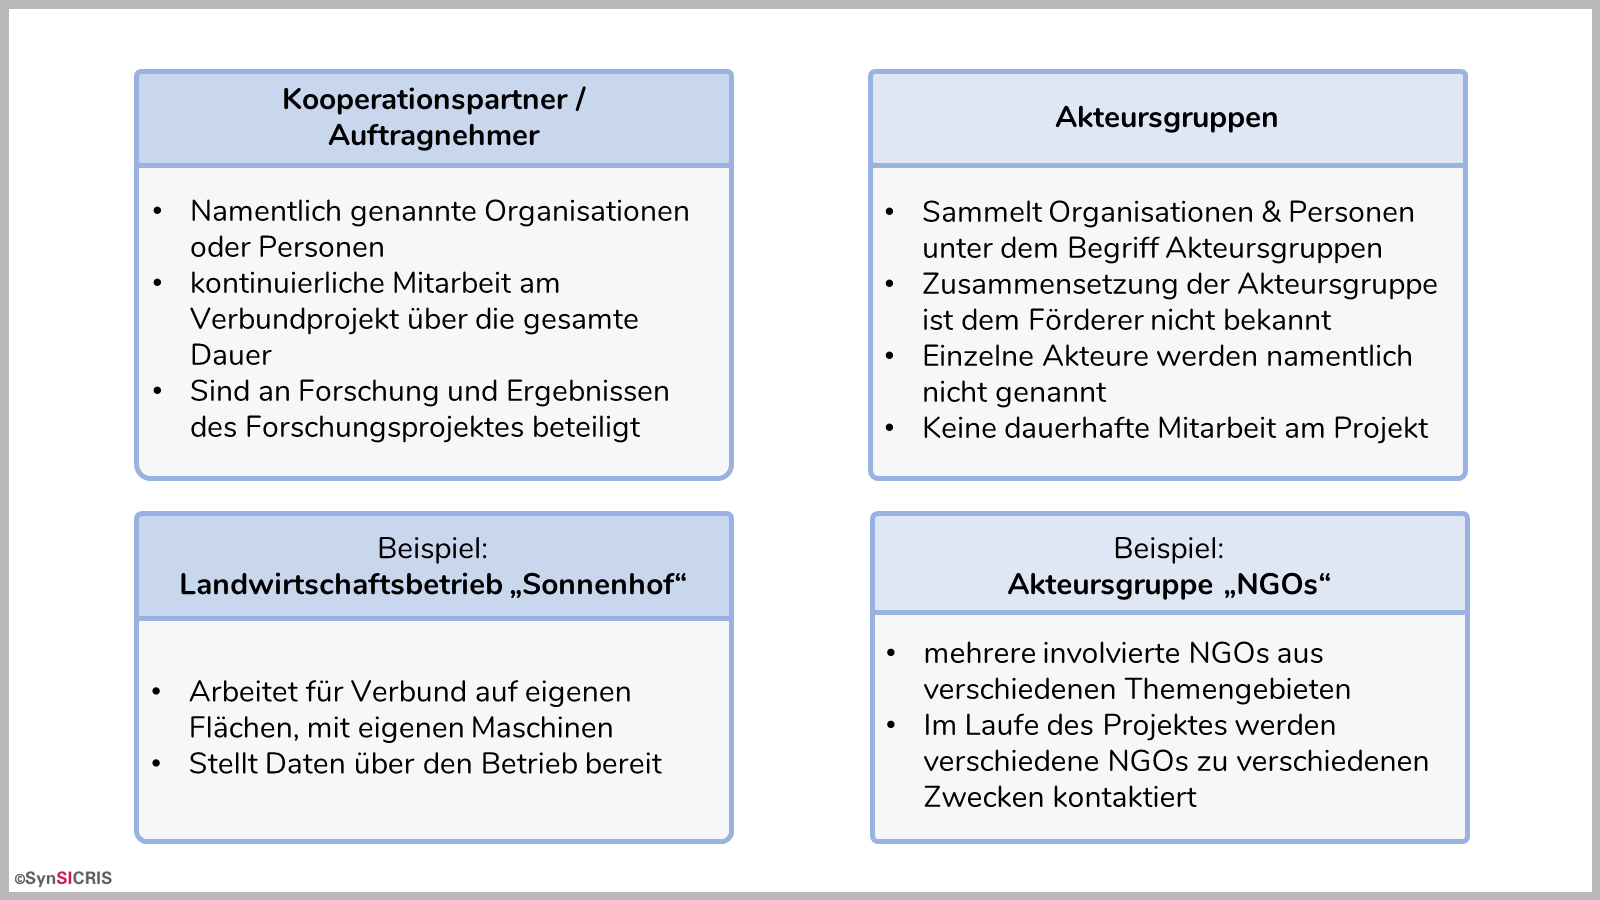 Kooperationspartner /
Auftragnehmer
• Namentlich genannte Organisationen
oder Personen
• kontinuierliche Mitarbeit am
Verbundprojekt über die gesamte
Dauer
• Sind an Forschung und Ergebnissen
des Forschungsprojektes beteiligt
Akteursgruppen
• Sammelt Organisationen & Personen
unter dem Begriff Akteursgruppen
• Zusammensetzung der Akteursgruppe
ist dem Förderer nicht bekannt
• Einzelne Akteure werden namentlich
nicht genannt
• Keine dauerhafte Mitarbeit am Projekt
Beispiel:
Landwirtschaftsbetrieb „Sonnenhof“
• Arbeitet für Verbund auf eigenen
Flächen, mit eigenen Maschinen
• Stellt Daten über den Betrieb bereit
Beispiel:
Akteursgruppe „NGOs“
• mehrere involvierte NGOs aus
verschiedenen Themengebieten
• Im Laufe des Projektes werden
verschiedene NGOs zu verschiedenen
Zwecken kontaktiert
©SynSICRIS